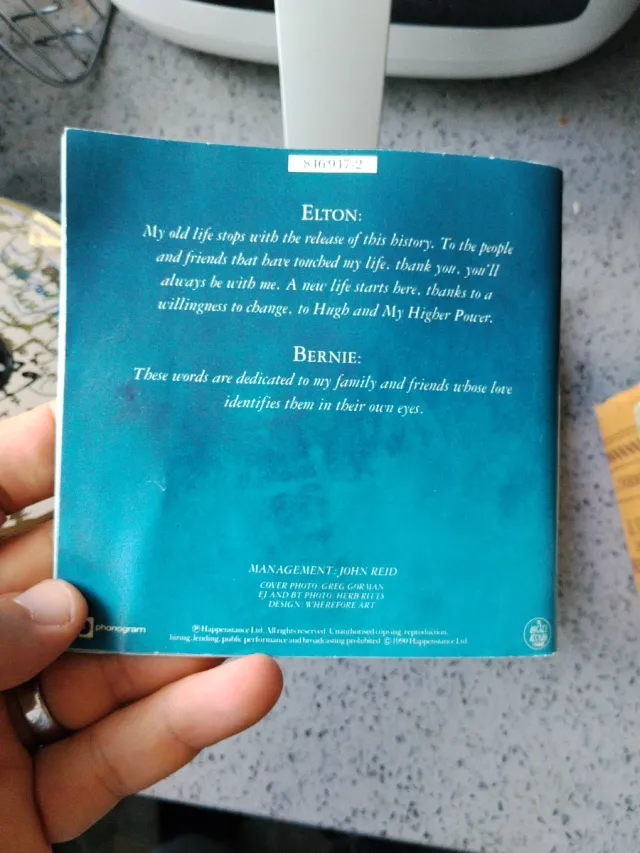 846 947-2
ELTON:
My old life stops with the release of this history. To the people
and friends that have touched my life, thank you, you'll
always be with me. A new life starts here, thanks to a
willingness to change, to Hugh and My Higher Power.
BERNIE:
These words are dedicated to my family and friends whose love
identifies them in their own eyes.
MANAGEMENT: JOHN REID
COVER PHOTO: GREG GORMAN
EJ AND BT PHOTO: HERB RITTS
DESIGN: WHEREFORE ART
phonogram
℗ Happenstance Ltd. All rights reserved. Unauthorised copying, reproduction,
hiring, lending, public performance and broadcasting prohibited. © 1990 Happenstance Ltd.